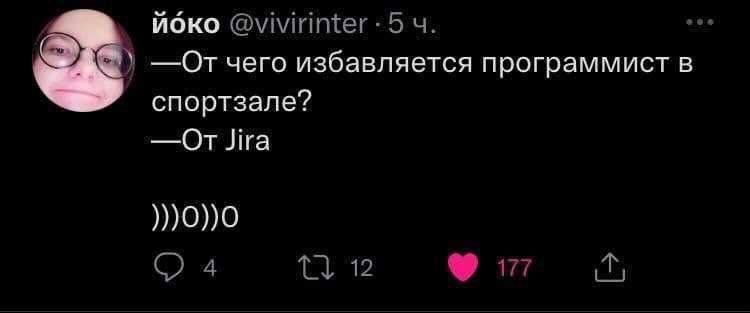 йо́ко @vivirinter · 5 ч.
—От чего избавляется программист в
спортзале?
—От Jira
)))0))0
4 12 177